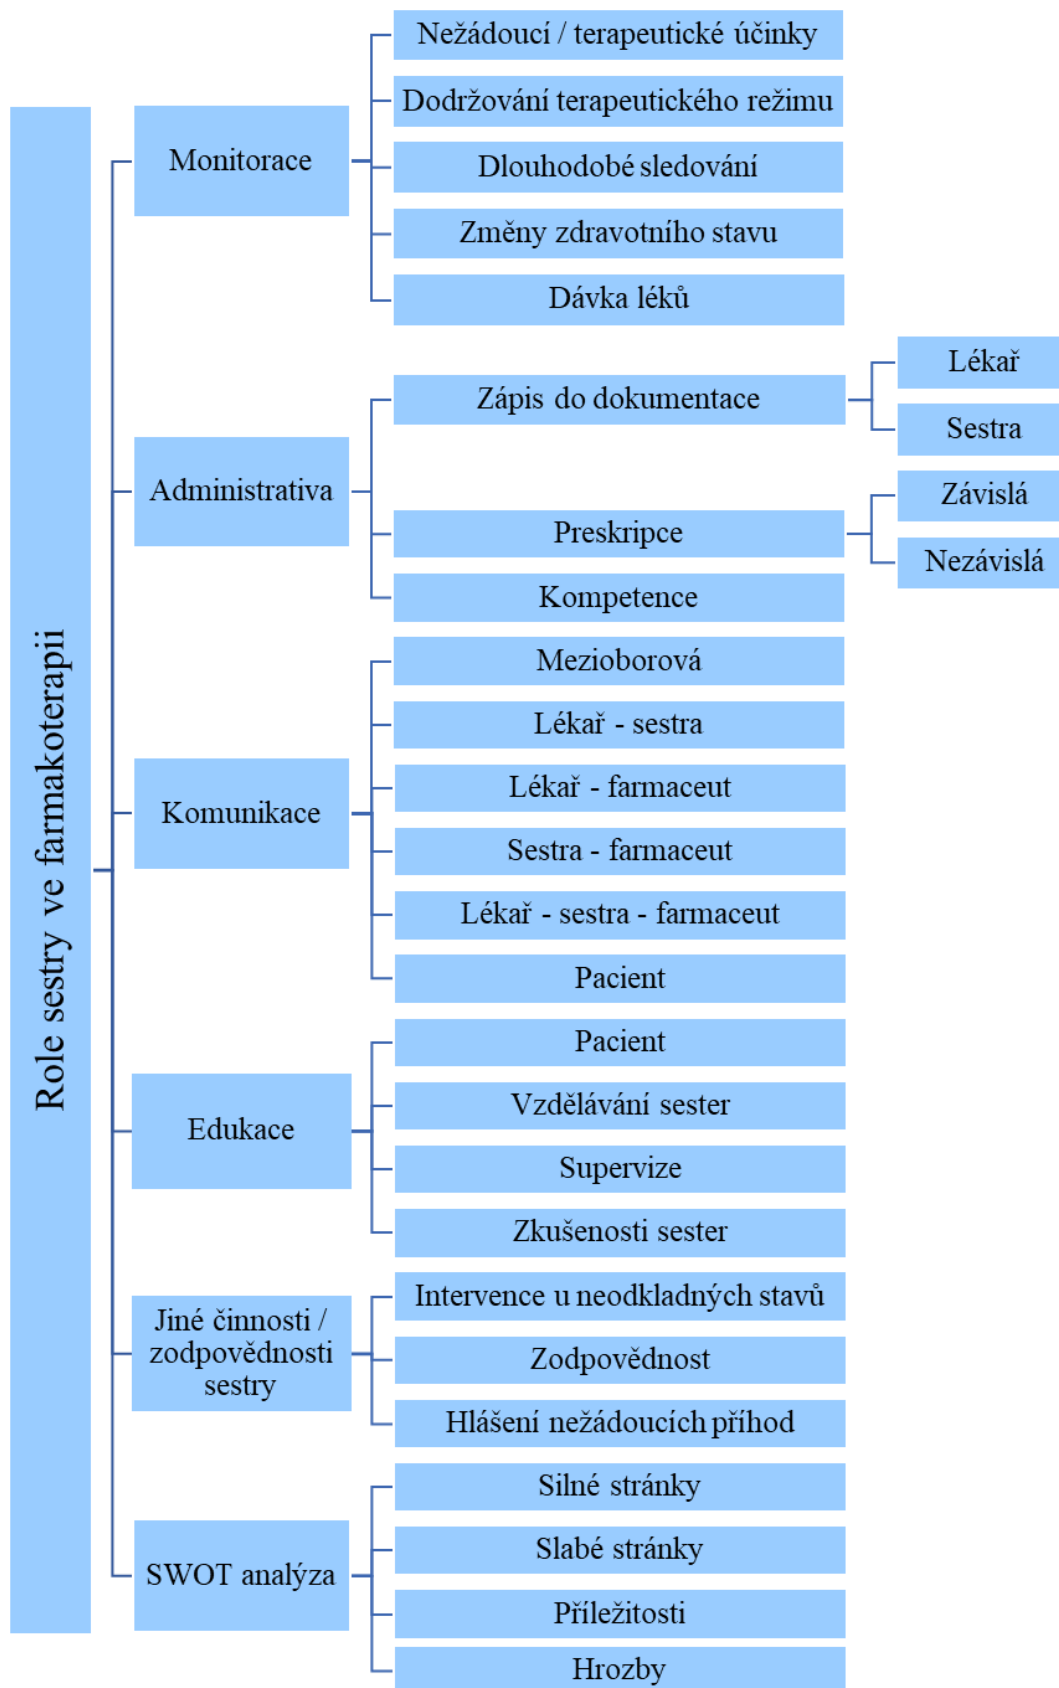 Role sestry ve farmakoterapii
Monitorace
Nežádoucí / terapeutické účinky
Dodržování terapeutického režimu
Dlouhodobé sledování
Změny zdravotního stavu
Dávka léků
Administrativa
Zápis do dokumentace
Lékař
Sestra
Preskripce
Závislá
Nezávislá
Kompetence
Komunikace
Mezioborová
Lékař - sestra
Lékař - farmaceut
Sestra - farmaceut
Lékař - sestra - farmaceut
Pacient
Edukace
Pacient
Vzdělávání sester
Supervize
Zkušenosti sester
Jiné činnosti /
zodpovědnosti
sestry
Intervence u neodkladných stavů
Zodpovědnost
Hlášení nežádoucích příhod
SWOT analýza
Silné stránky
Slabé stránky
Příležitosti
Hrozby